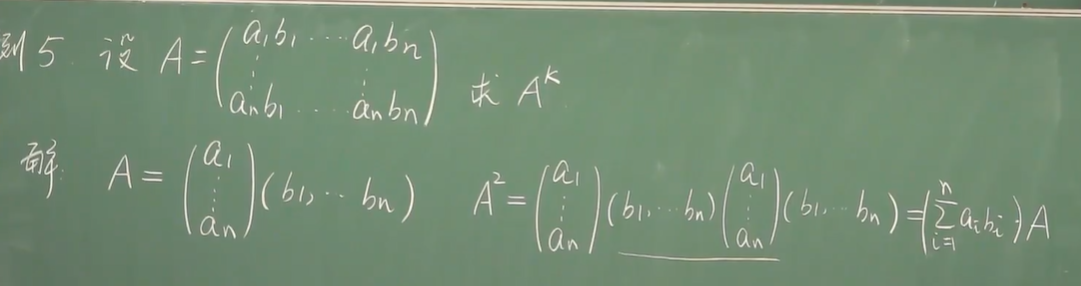 例5. 设 A = \begin{pmatrix} a_1b_1 & \cdots & a_1b_n \\ \vdots & & \vdots \\ a_nb_1 & \cdots & a_nb_n \end{pmatrix} 求 A^k
解: A = \begin{pmatrix} a_1 \\ \vdots \\ a_n \end{pmatrix} (b_1, \cdots b_n) A^2 = \begin{pmatrix} a_1 \\ \vdots \\ a_n \end{pmatrix} (b_1, \cdots b_n) \begin{pmatrix} a_1 \\ \vdots \\ a_n \end{pmatrix} (b_1, \cdots b_n) = \left( \sum_{i=1}^{n} a_ib_i \right) A